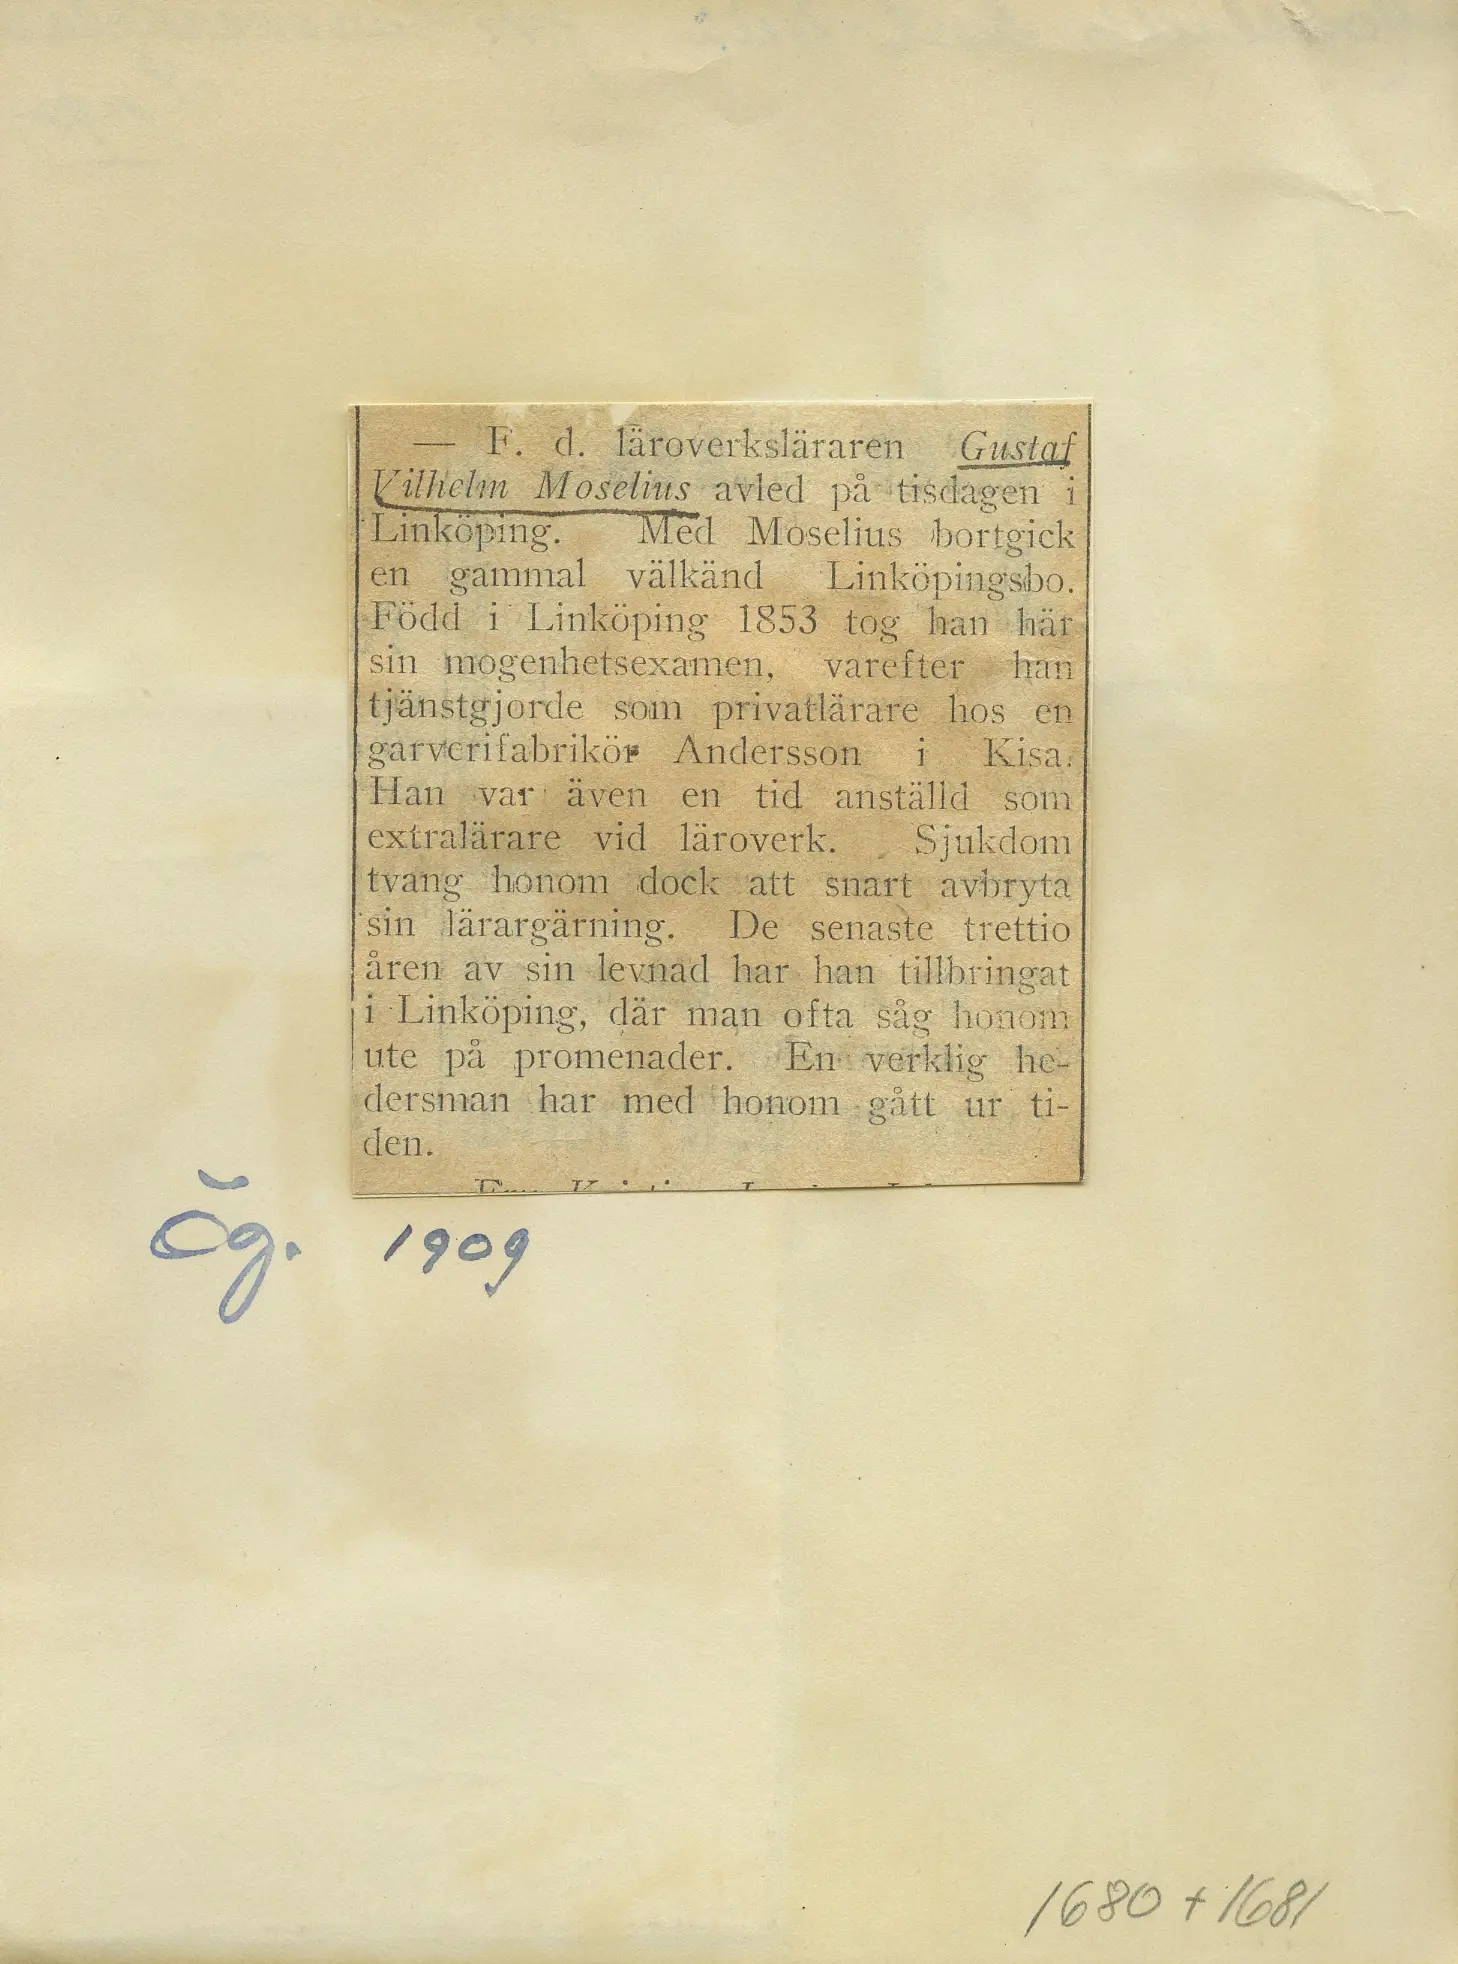 — F. d. läroverksläraren Gustaf
Vilhelm Moselius avled på tisdagen i
Linköping. Med Moselius bortgick
en gammal välkänd Linköpingsbo.
Född i Linköping 1853 tog han här
sin mogenhetsexamen, varefter han
tjänstgjorde som privatlärare hos en
garverifabrikör Andersson i Kisa.
Han var även en tid anställd som
extralärare vid läroverk. Sjukdom
tvang honom dock att snart avbryta
sin lärargärning. De senaste trettio
åren av sin levnad har han tillbringat
i Linköping, där man ofta såg honom
ute på promenader. En verklig he-
dersman har med honom gått ur ti-
den.
Ög. 1909
1680 + 1681